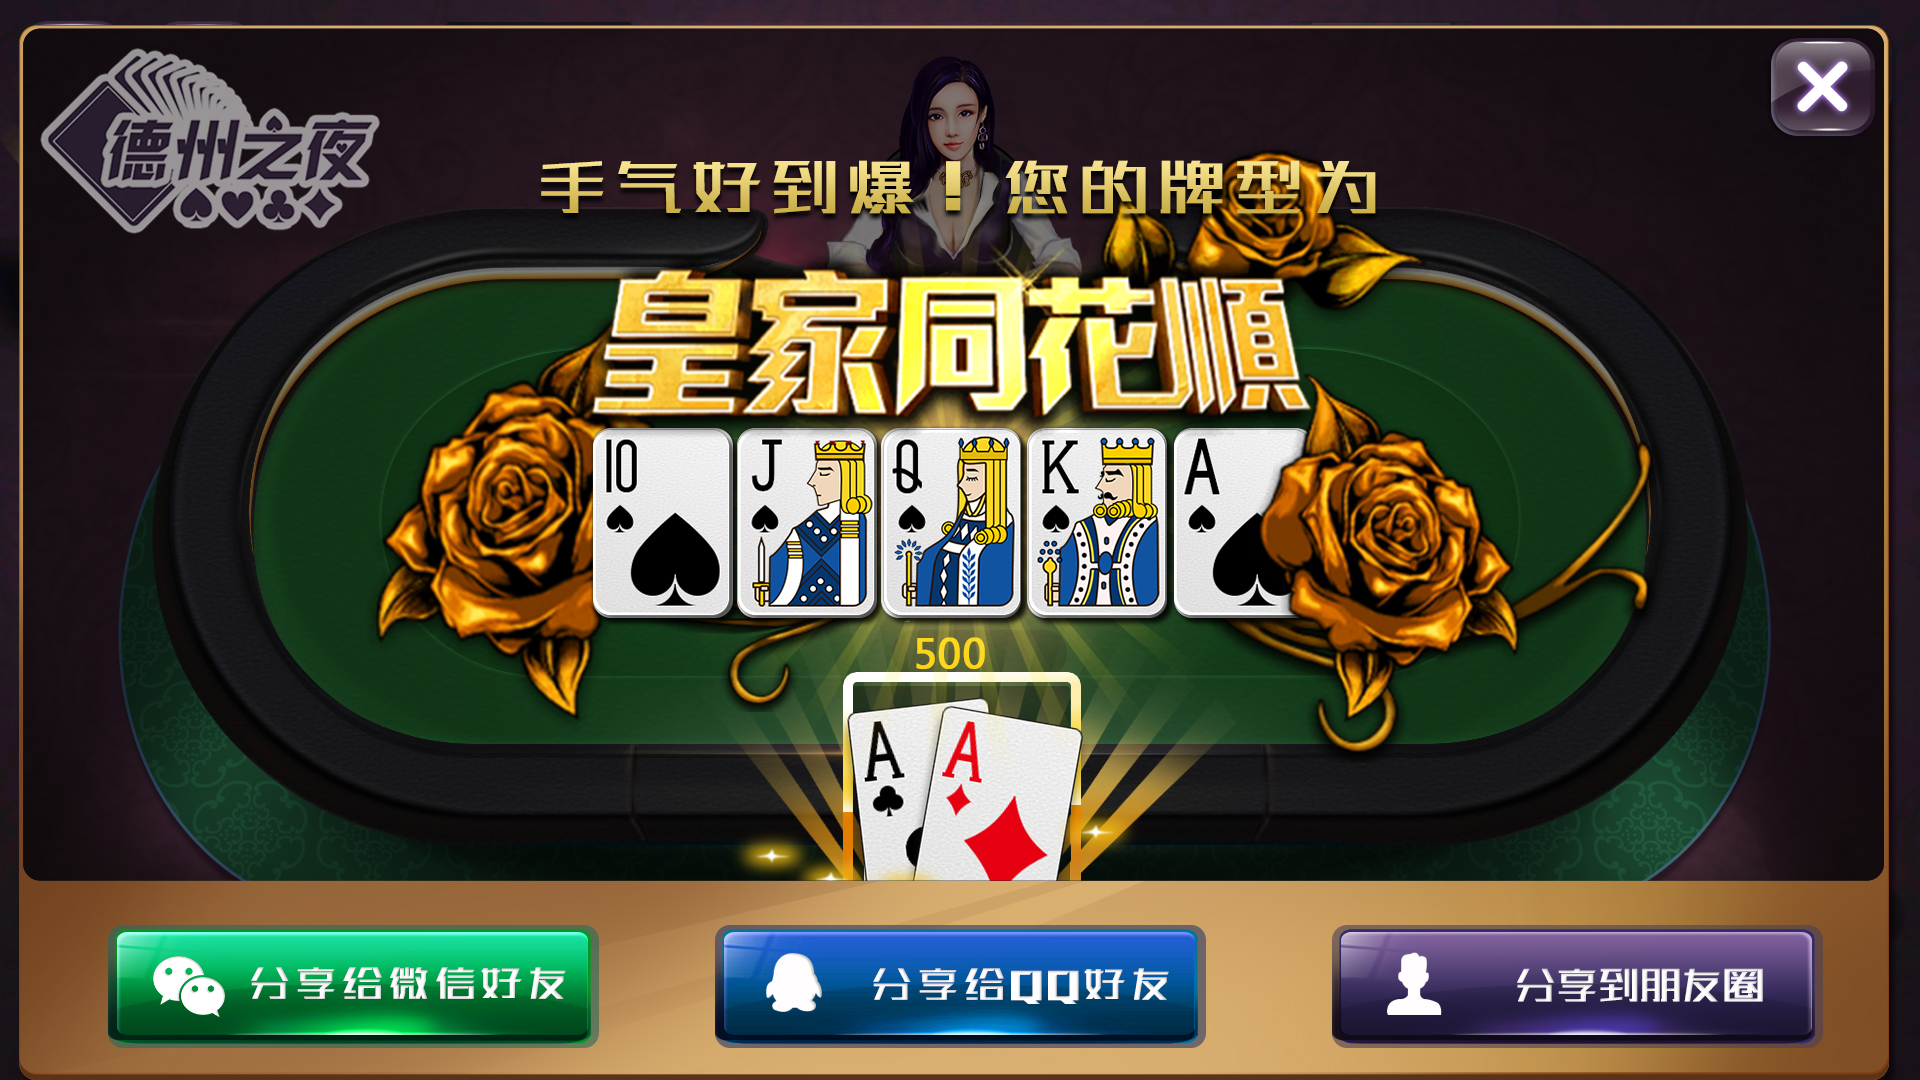 德州之夜
手气好到爆！您的牌型为
皇家同花順
10 J Q K A
500
A A
分享给微信好友
分享给QQ好友
分享到朋友圈